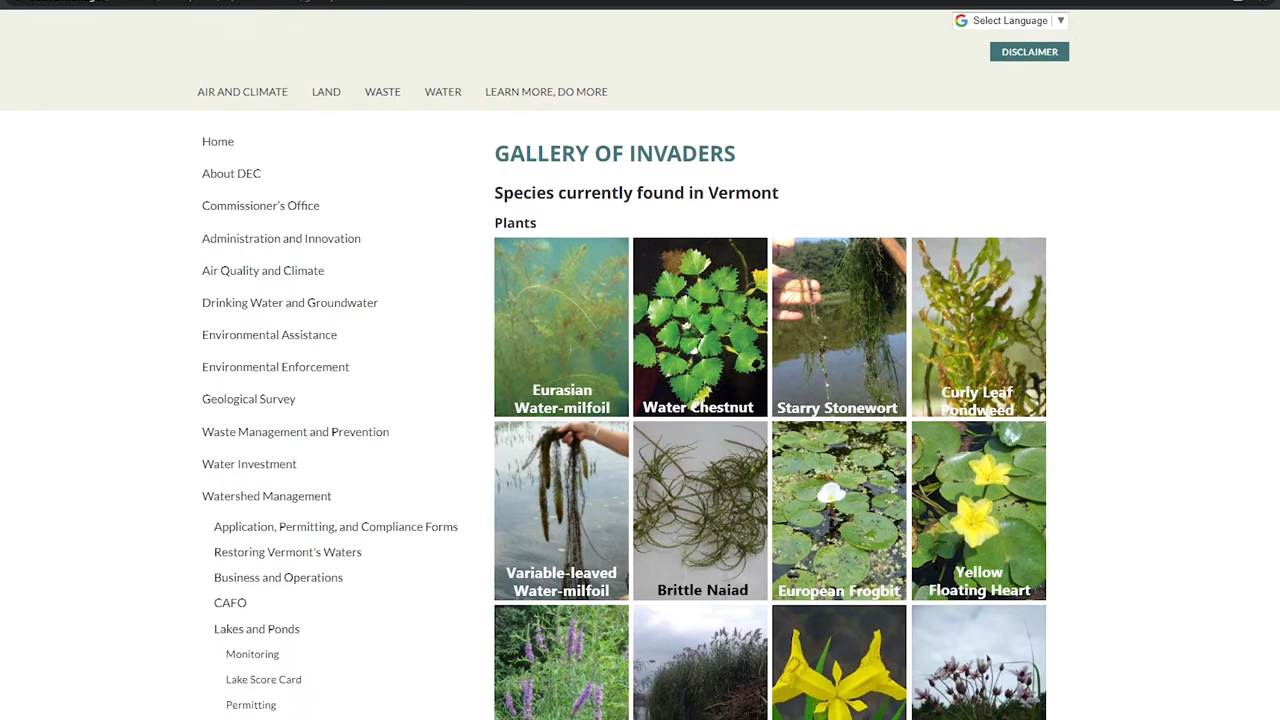 Select Language ▼
DISCLAIMER
AIR AND CLIMATE LAND WASTE WATER LEARN MORE, DO MORE
Home
About DEC
Commissioner's Office
Administration and Innovation
Air Quality and Climate
Drinking Water and Groundwater
Environmental Assistance
Environmental Enforcement
Geological Survey
Waste Management and Prevention
Water Investment
Watershed Management
Application, Permitting, and Compliance Forms
Restoring Vermont's Waters
Business and Operations
CAFO
Lakes and Ponds
Monitoring
Lake Score Card
Permitting
GALLERY OF INVADERS
Species currently found in Vermont
Plants
Eurasian
Water-milfoil
Water Chestnut
Starry Stonewort
Curly Leaf
Pondweed
Variable-leaved
Water-milfoil
Brittle Naiad
European Frogbit
Yellow
Floating Heart